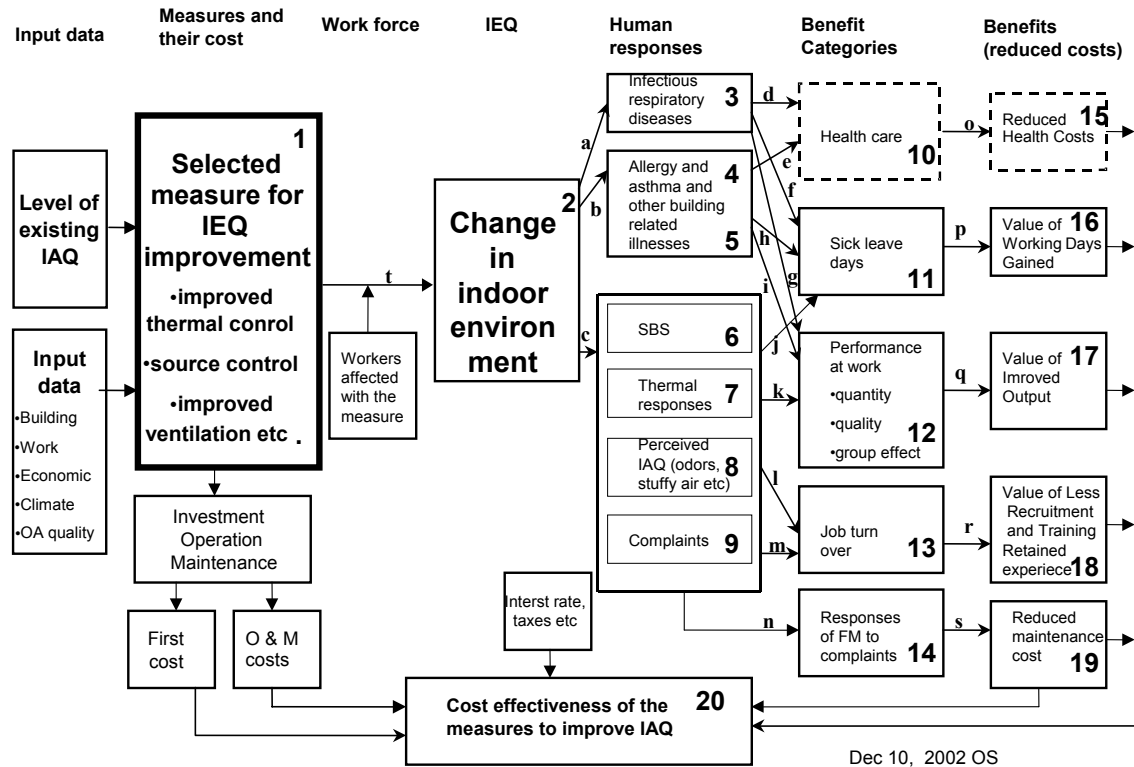 Input data
Measures and
their cost
Work force
IEQ
Human
responses
Benefit
Categories
Benefits
(reduced costs)
Level of
existing
IAQ
Input
data
•Building
•Work
•Economic
•Climate
•OA quality
1
Selected
measure for
IEQ
improvement
•improved
thermal conrol
•source control
•improved
ventilation etc .
Investment
Operation
Maintenance
First
cost
O & M
costs
t
Workers
affected
with the
measure
2
Change
in
indoor
environ
ment
a
b
c
Infectious
respiratory
diseases
3
Allergy and
asthma and
other building
related
illnesses
4
5
SBS
6
Thermal
responses
7
Perceived
IAQ (odors,
stuffy air etc)
8
Complaints
9
d
e
f
h
g
i
j
k
l
m
n
Health care
10
Sick leave
days
11
Performance
at work
•quantity
•quality
•group effect
12
Job turn
over
13
Responses
of FM to
complaints
14
o
p
q
r
s
Reduced
Health Costs
15
Value of
Working Days
Gained
16
Value of
Imroved
Output
17
Value of Less
Recruitment
and Training
Retained
experiece
18
Reduced
maintenance
cost
19
Interst rate,
taxes etc
Cost effectiveness of the
measures to improve IAQ
20
Dec 10, 2002 OS